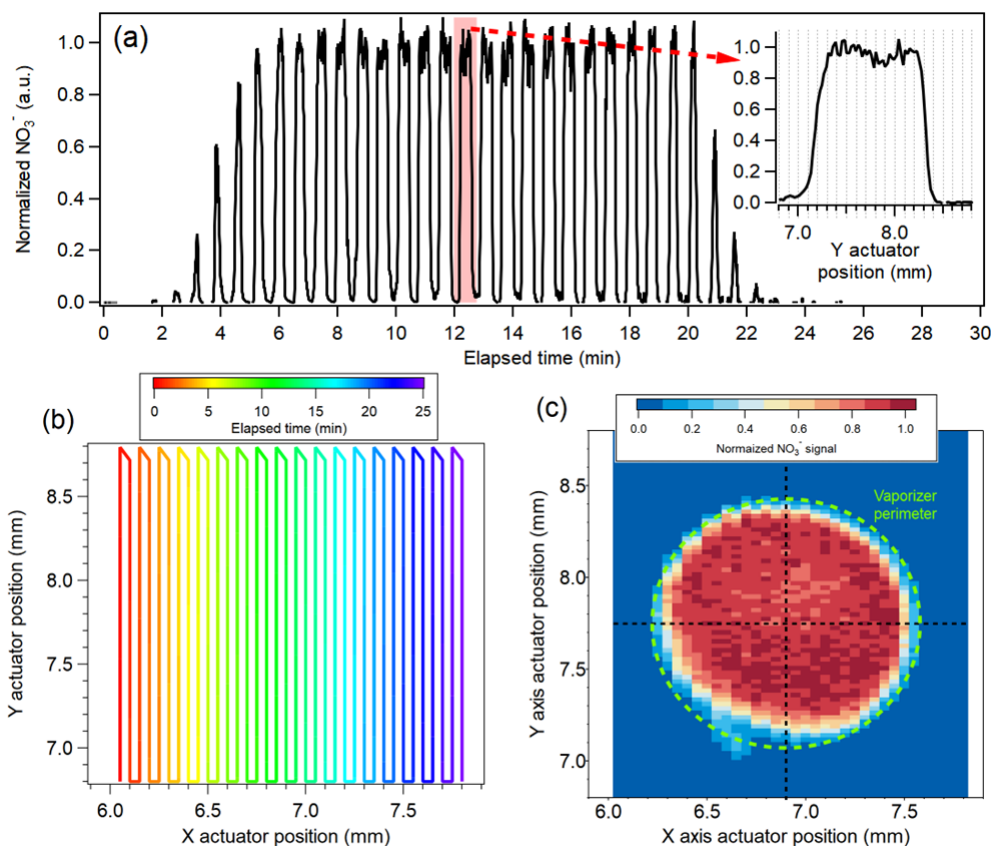 (a)
Normalized NO3- (a.u.)
1.0
0.8
0.6
0.4
0.2
0.0
0 2 4 6 8 10 12 14 16 18 20 22 24 26 28 30
Elapsed time (min)
1.0
0.8
0.6
0.4
0.2
0.0
7.0 8.0
Y actuator
position (mm)
(b)
0 5 10 15 20 25
Elapsed time (min)
Y actuator position (mm)
8.5
8.0
7.5
7.0
6.0 6.5 7.0 7.5
X actuator position (mm)
(c)
0.0 0.2 0.4 0.6 0.8 1.0
Normaized NO3- signal
Vaporizer
perimeter
Y axis actuator position (mm)
8.5
8.0
7.5
7.0
6.0 6.5 7.0 7.5
X axis actuator position (mm)